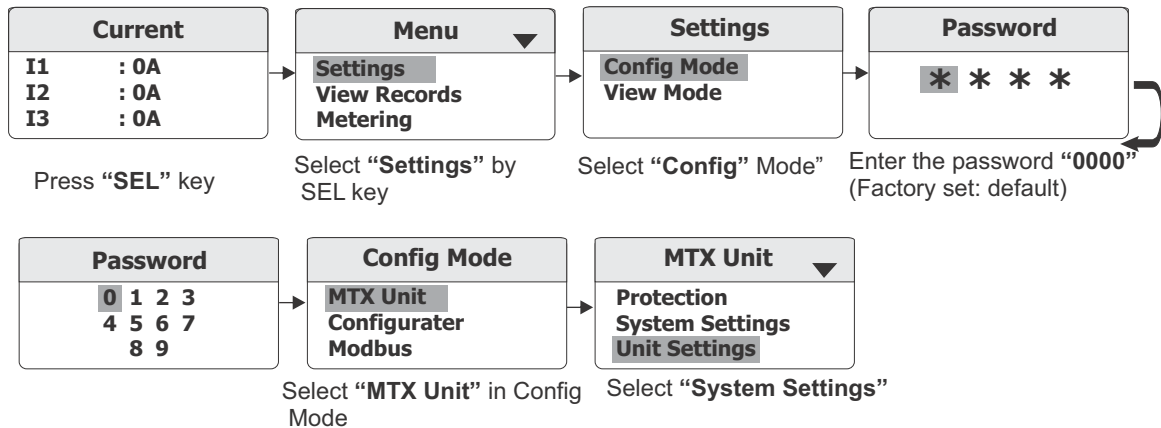 Current
I1 : 0A
I2 : 0A
I3 : 0A
Press “SEL” key
Menu
Settings
View Records
Metering
Select “Settings” by
SEL key
Settings
Config Mode
View Mode
Select “Config” Mode”
Password
* * * *
Enter the password “0000”
(Factory set: default)
Password
0 1 2 3
4 5 6 7
8 9
Config Mode
MTX Unit
Configurater
Modbus
Select “MTX Unit” in Config
Mode
MTX Unit
Protection
System Settings
Unit Settings
Select “System Settings”